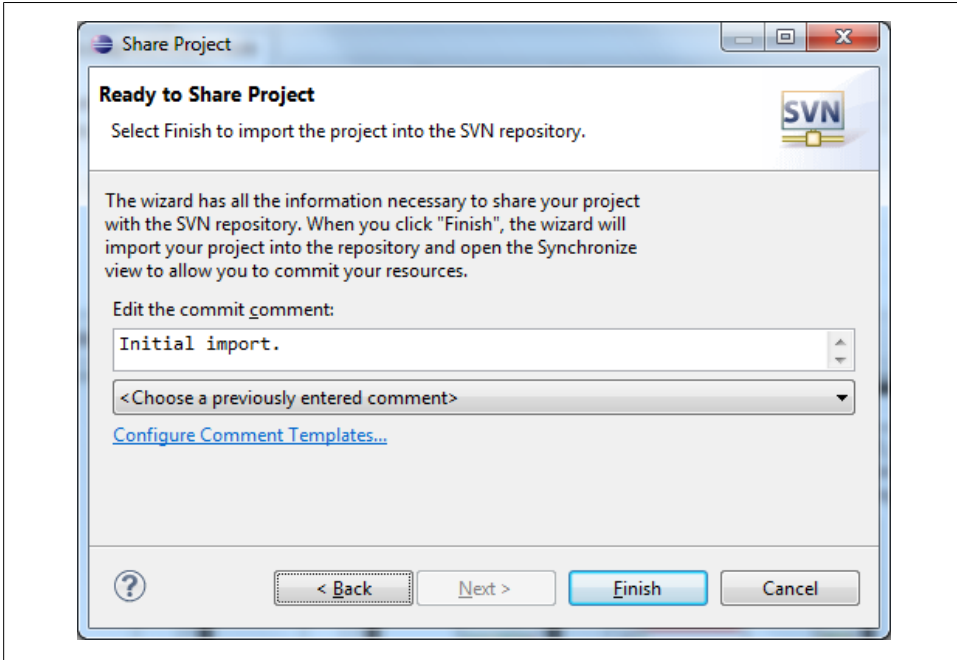 Share Project
Ready to Share Project
Select Finish to import the project into the SVN repository.
SVN
The wizard has all the information necessary to share your project
with the SVN repository. When you click "Finish", the wizard will
import your project into the repository and open the Synchronize
view to allow you to commit your resources.
Edit the commit comment:
Initial import.
<Choose a previously entered comment>
Configure Comment Templates...
< Back
Next >
Finish
Cancel